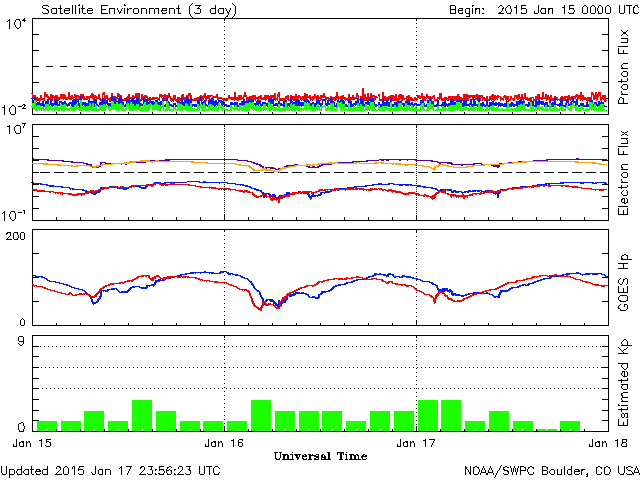 Satellite Environment (3 day) Begin: 2015 Jan 15 0000 UTC
10^4
10^-2
Proton Flux
10^7
10^-1
Electron Flux
200
0
GOES Hp
9
0
Estimated Kp
Jan 15 Jan 16 Jan 17 Jan 18
Universal Time
Updated 2015 Jan 17 23:56:23 UTC NOAA/SWPC Boulder, CO USA